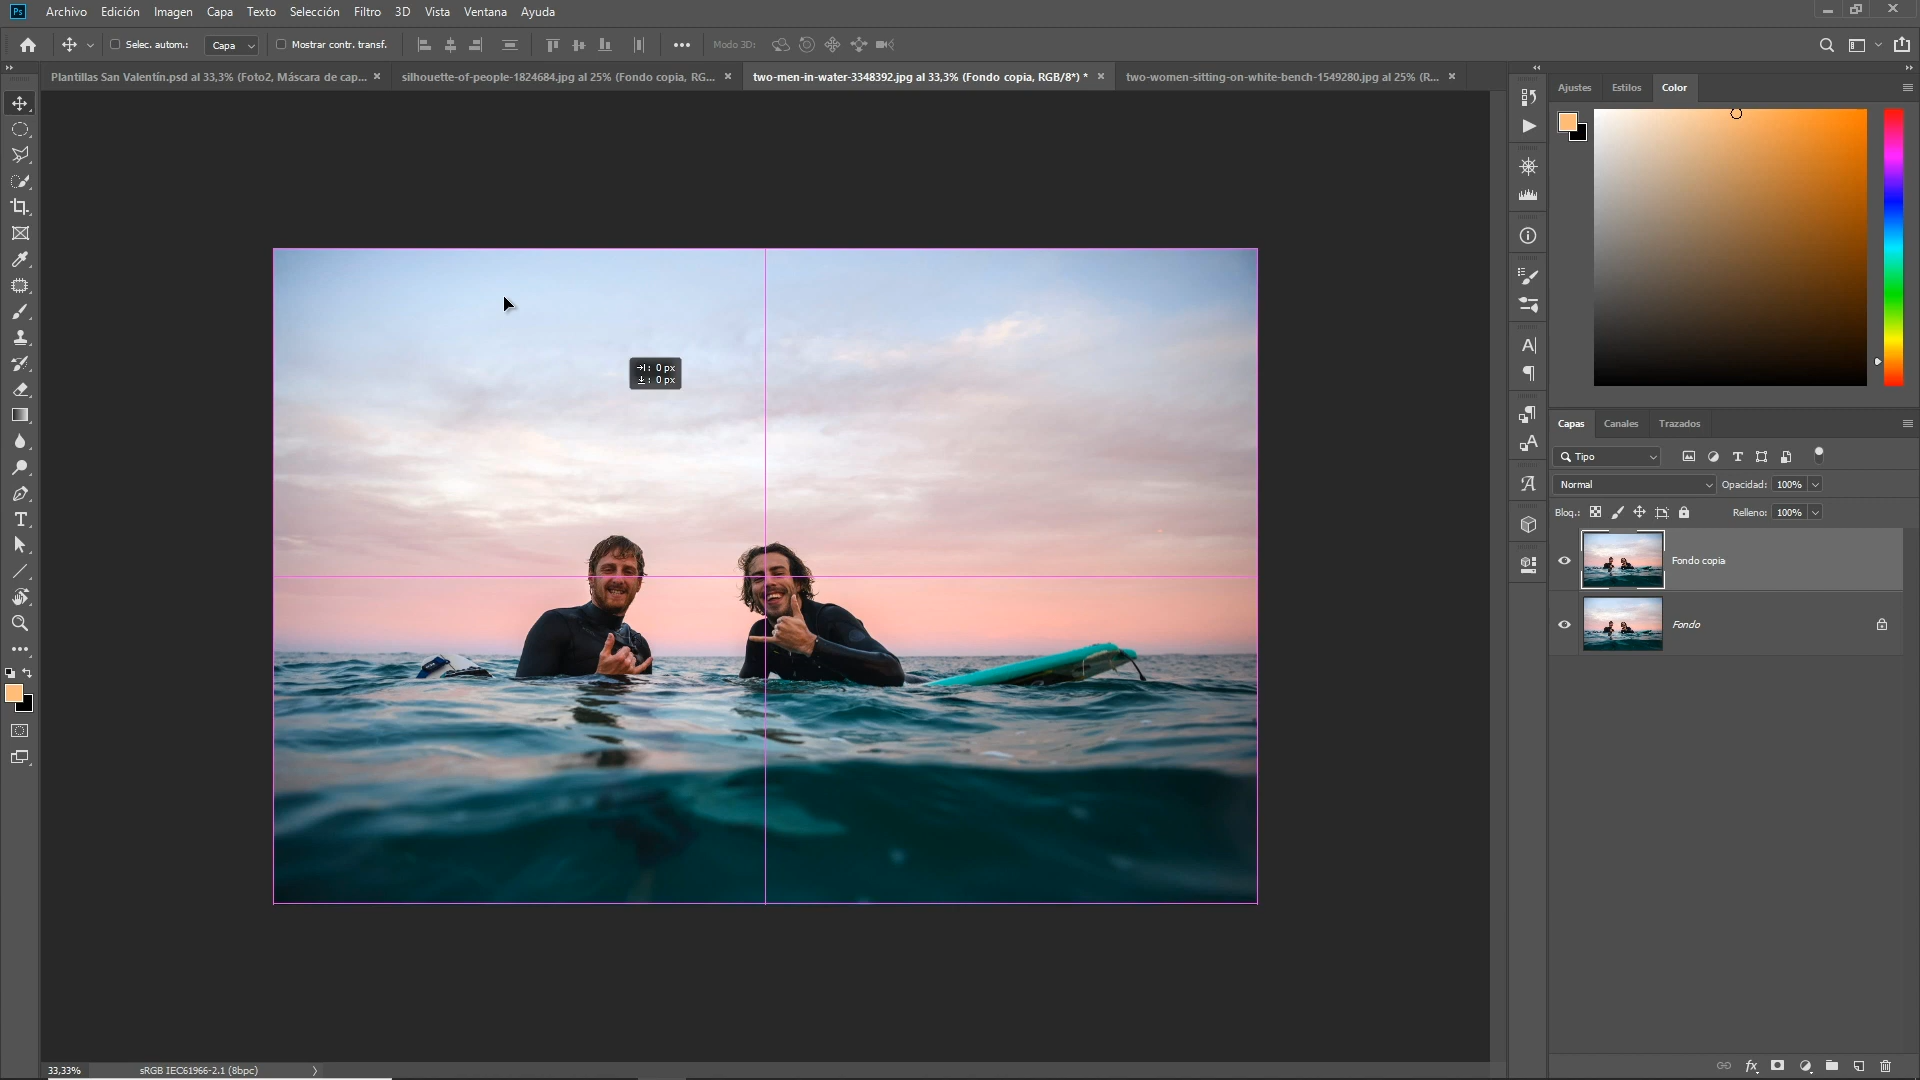 Ps Archivo Edición Imagen Capa Texto Selección Filtro 3D Vista Ventana Ayuda
Selec. autom.: Capa Mostrar contr. transf. Modo 3D:
Plantillas San Valentín.psd al 33,3% (Foto2, Máscara de cap... × silhouette-of-people-1824684.jpg al 25% (Fondo copia, RG... × two-men-in-water-3348392.jpg al 33,3% (Fondo copia, RGB/8*) * × two-women-sitting-on-white-bench-1549280.jpg al 25% (R... ×
Ajustes Estilos Color
: 0 px
: 0 px
Capas Canales Trazados
Tipo
Normal Opacidad: 100%
Bloq.: Relleno: 100%
Fondo copia
Fondo
33,33% sRGB IEC61966-2.1 (8bpc)